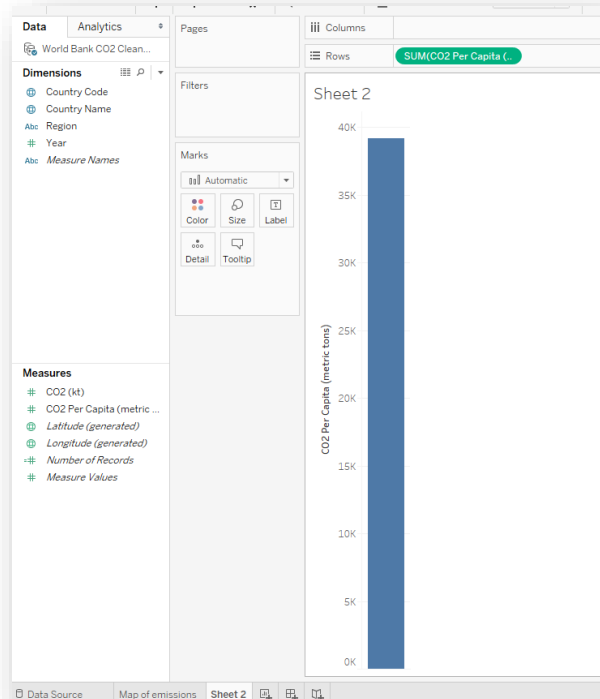 Data
Analytics
World Bank CO2 Clean...
Dimensions
Country Code
Country Name
Abc Region
# Year
Abc Measure Names
Measures
# CO2 (kt)
# CO2 Per Capita (metric ...
Latitude (generated)
Longitude (generated)
=# Number of Records
# Measure Values
Pages
Filters
Marks
Automatic
Color
Size
T
Label
Detail
Tooltip
Columns
Rows
SUM(CO2 Per Capita (..
Sheet 2
CO2 Per Capita (metric tons)
40K
35K
30K
25K
20K
15K
10K
5K
0K
Data Source
Map of emissions
Sheet 2